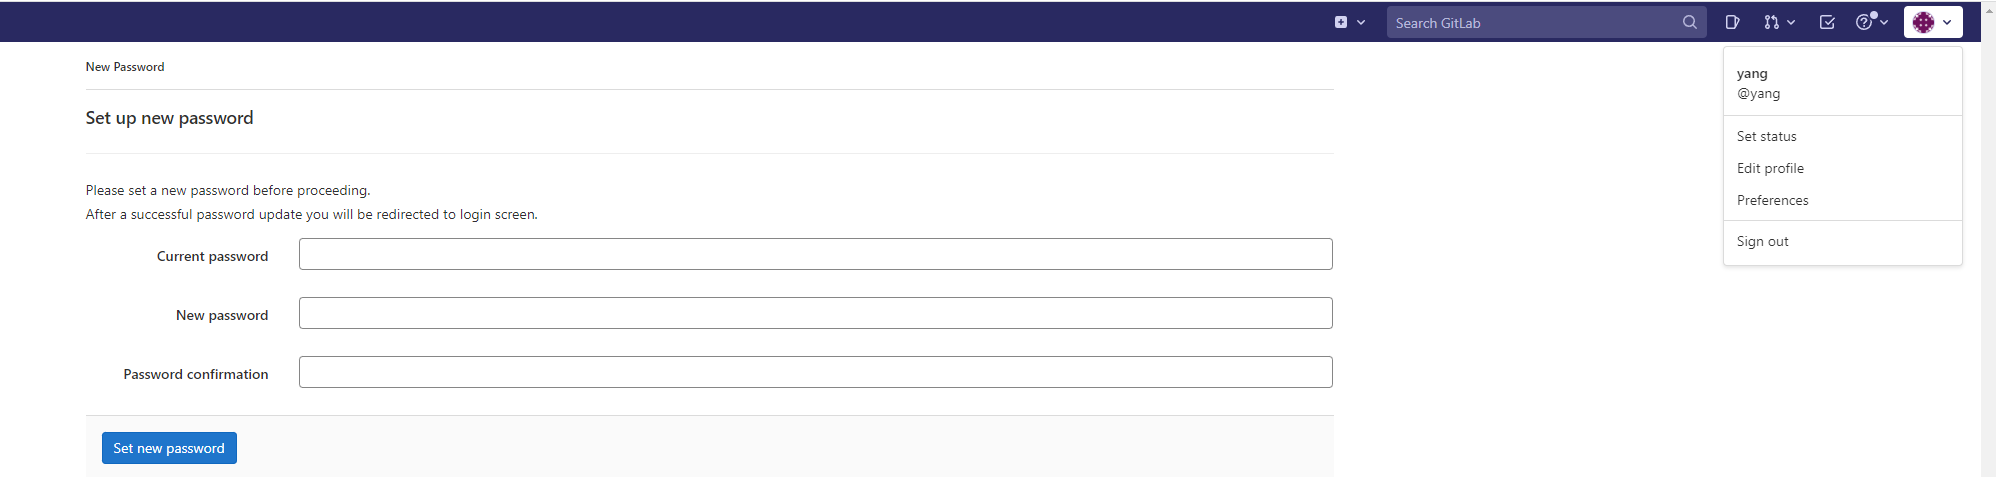 Search GitLab
New Password
yang
@yang
Set up new password
Set status
Edit profile
Preferences
Sign out
Please set a new password before proceeding.
After a successful password update you will be redirected to login screen.
Current password
New password
Password confirmation
Set new password